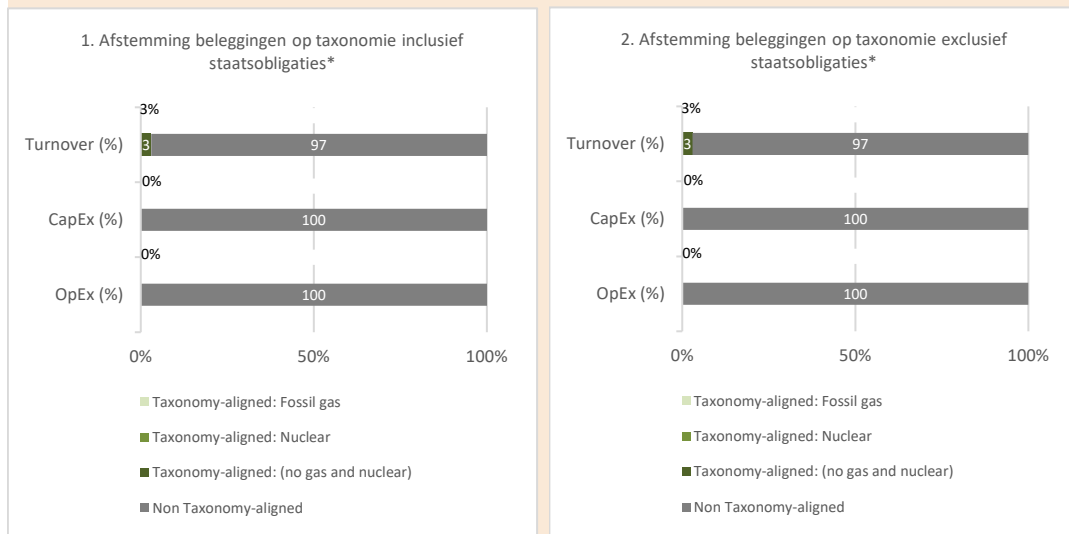 1. Afstemming beleggingen op taxonomie inclusief
staatsobligaties*
3%
Turnover (%)
3
97
0%
CapEx (%)
100
0%
OpEx (%)
100
0%
50%
100%
Taxonomy-aligned: Fossil gas
Taxonomy-aligned: Nuclear
Taxonomy-aligned: (no gas and nuclear)
Non Taxonomy-aligned
2. Afstemming beleggingen op taxonomie exclusief
staatsobligaties*
3%
Turnover (%)
3
97
0%
CapEx (%)
100
0%
OpEx (%)
100
0%
50%
100%
Taxonomy-aligned: Fossil gas
Taxonomy-aligned: Nuclear
Taxonomy-aligned: (no gas and nuclear)
Non Taxonomy-aligned